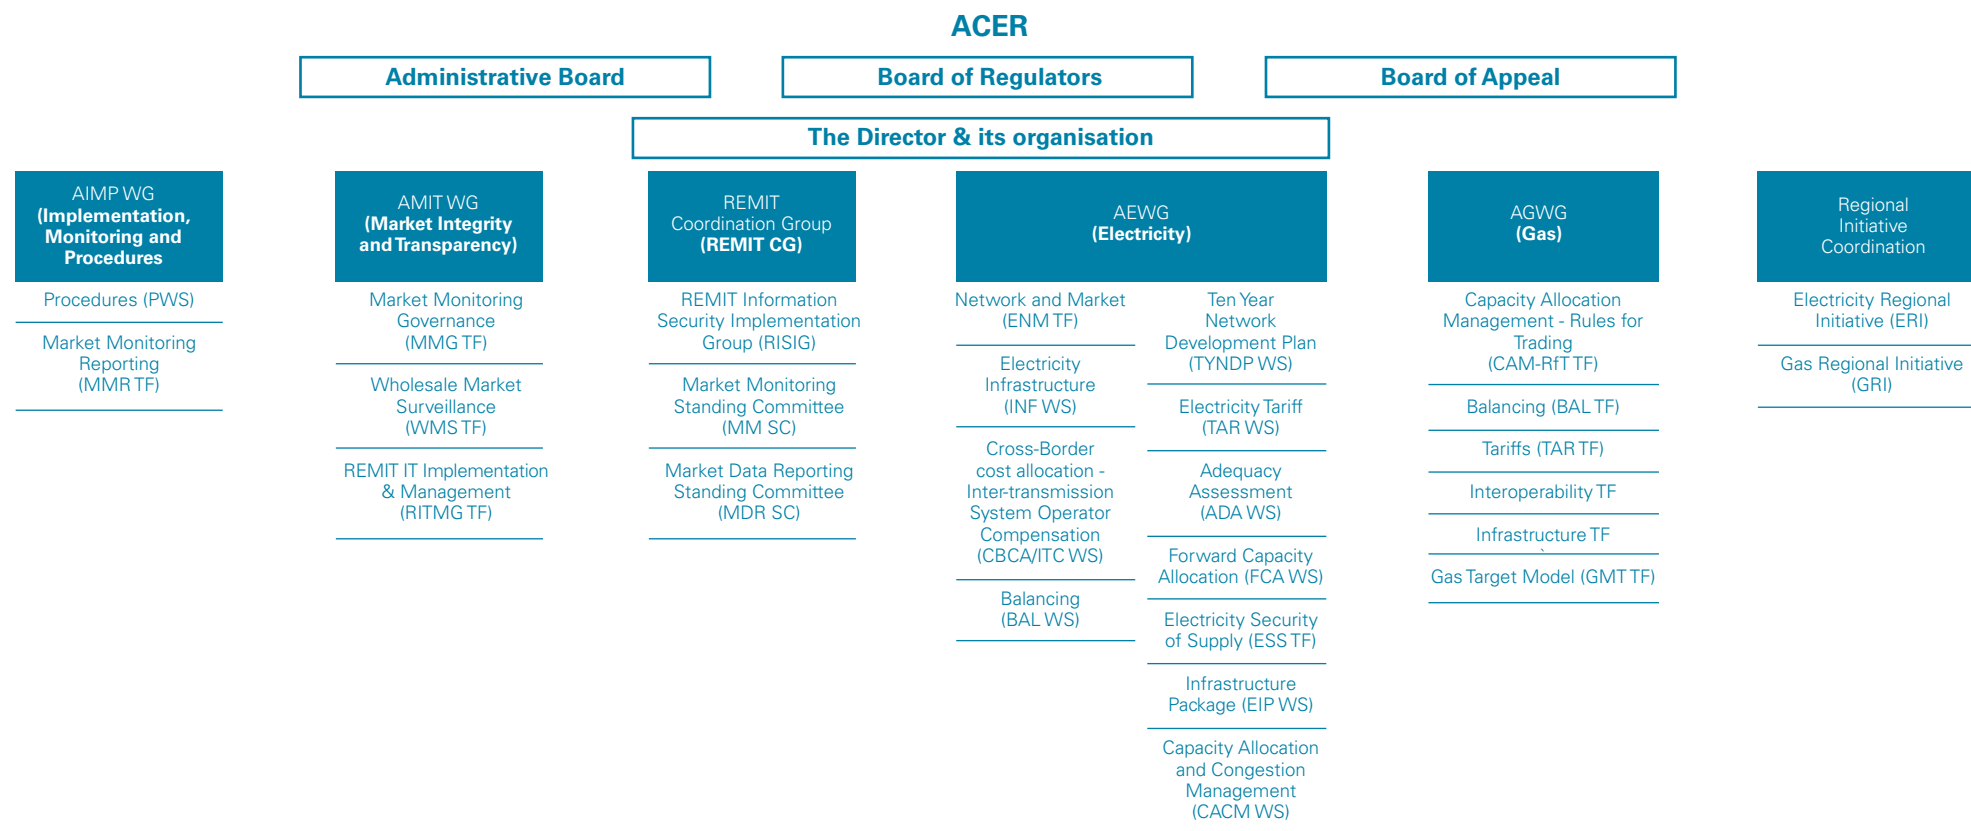 ACER
Administrative Board
Board of Regulators
Board of Appeal
The Director & its organisation
AIMP WG
(Implementation,
Monitoring and
Procedures
Procedures (PWS)
Market Monitoring
Reporting
(MMR TF)
AMIT WG
(Market Integrity
and Transparency)
Market Monitoring
Governance
(MMG TF)
Wholesale Market
Surveillance
(WMS TF)
REMIT IT Implementation
& Management
(RITMG TF)
REMIT
Coordination Group
(REMIT CG)
REMIT Information
Security Implementation
Group (RISIG)
Market Monitoring
Standing Committee
(MM SC)
Market Data Reporting
Standing Committee
(MDR SC)
AEWG
(Electricity)
Network and Market
(ENM TF)
Electricity
Infrastructure
(INF WS)
Cross-Border
cost allocation -
Inter-transmission
System Operator
Compensation
(CBCA/ITC WS)
Balancing
(BAL WS)
Ten Year
Network
Development Plan
(TYNDP WS)
Electricity Tariff
(TAR WS)
Adequacy
Assessment
(ADA WS)
Forward Capacity
Allocation (FCA WS)
Electricity Security
of Supply (ESS TF)
Infrastructure
Package (EIP WS)
Capacity Allocation
and Congestion
Management
(CACM WS)
AGWG
(Gas)
Capacity Allocation
Management - Rules for
Trading
(CAM-RfT TF)
Balancing (BAL TF)
Tariffs (TAR TF)
Interoperability TF
Infrastructure TF
`
Gas Target Model (GMT TF)
Regional
Initiative
Coordination
Electricity Regional
Initiative (ERI)
Gas Regional Initiative
(GRI)